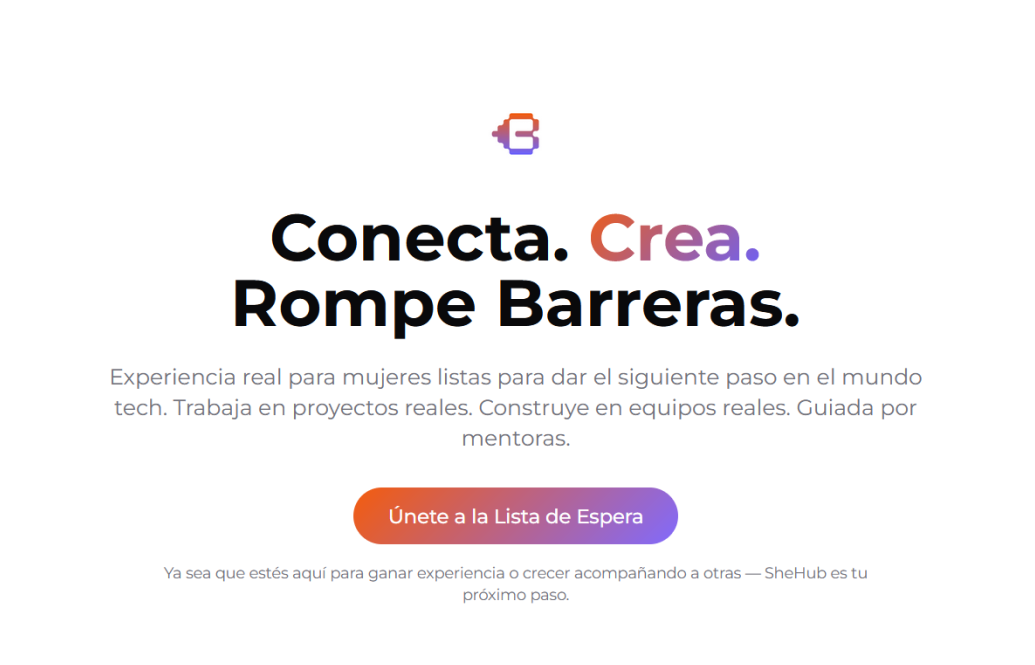 Conecta. Crea.
Rompe Barreras.
Experiencia real para mujeres listas para dar el siguiente paso en el mundo
tech. Trabaja en proyectos reales. Construye en equipos reales. Guiada por
mentoras.
Únete a la Lista de Espera
Ya sea que estés aquí para ganar experiencia o crecer acompañando a otras — SheHub es tu
próximo paso.